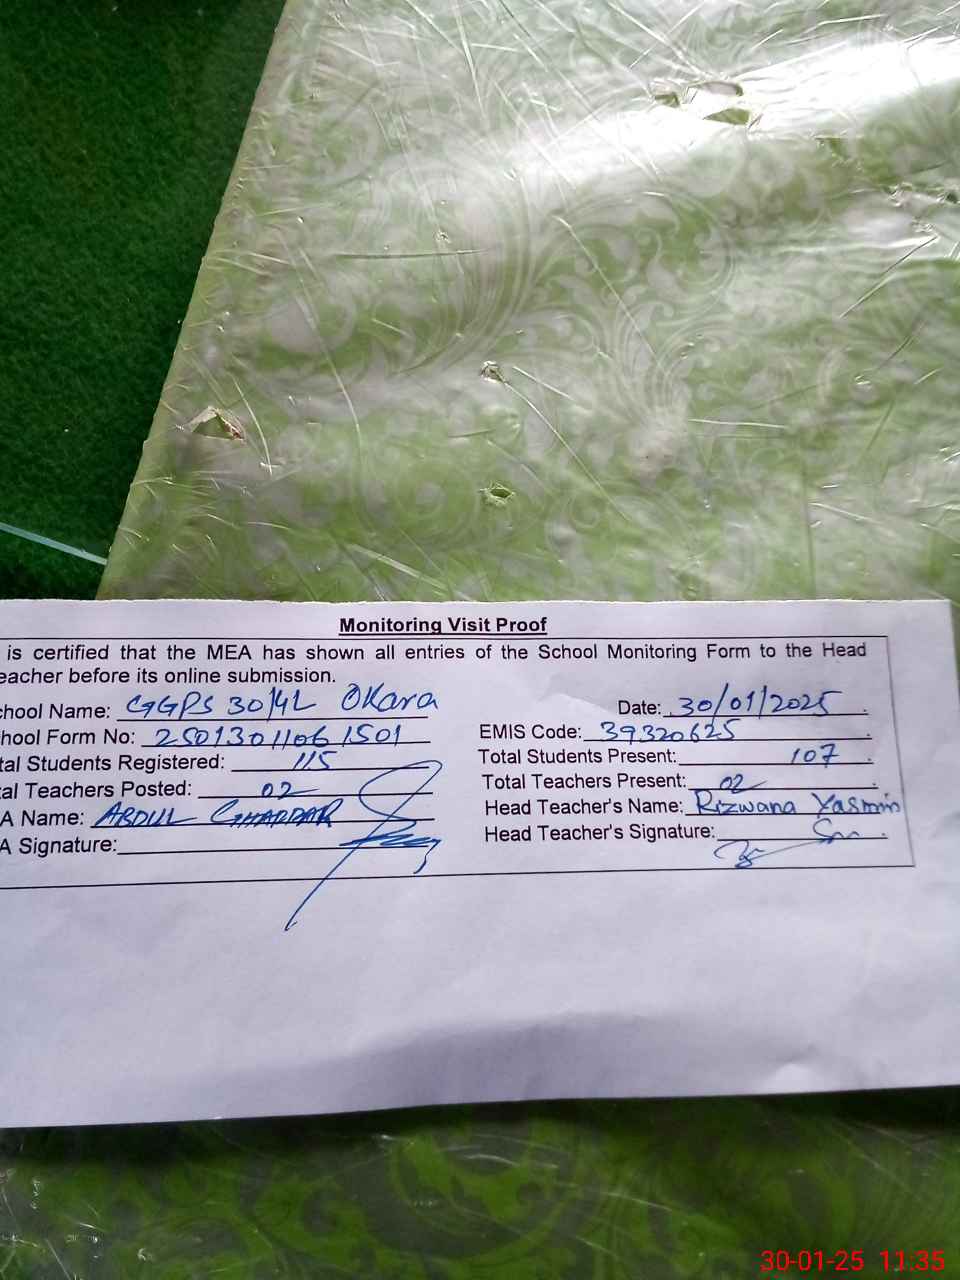 Monitoring Visit Proof
is certified that the MEA has shown all entries of the School Monitoring Form to the Head
eacher before its online submission.
chool Name: GGPS 30/4L Okara Date: 30/01/2025
hool Form No: 2501301106 1501 EMIS Code: 39320625
tal Students Registered: 115 Total Students Present: 107
al Teachers Posted: 02 Total Teachers Present: 02
A Name: ABDUL GHAFFAR Head Teacher's Name: Rizwana Yasmin
A Signature: Head Teacher's Signature:
30-01-25 11:35